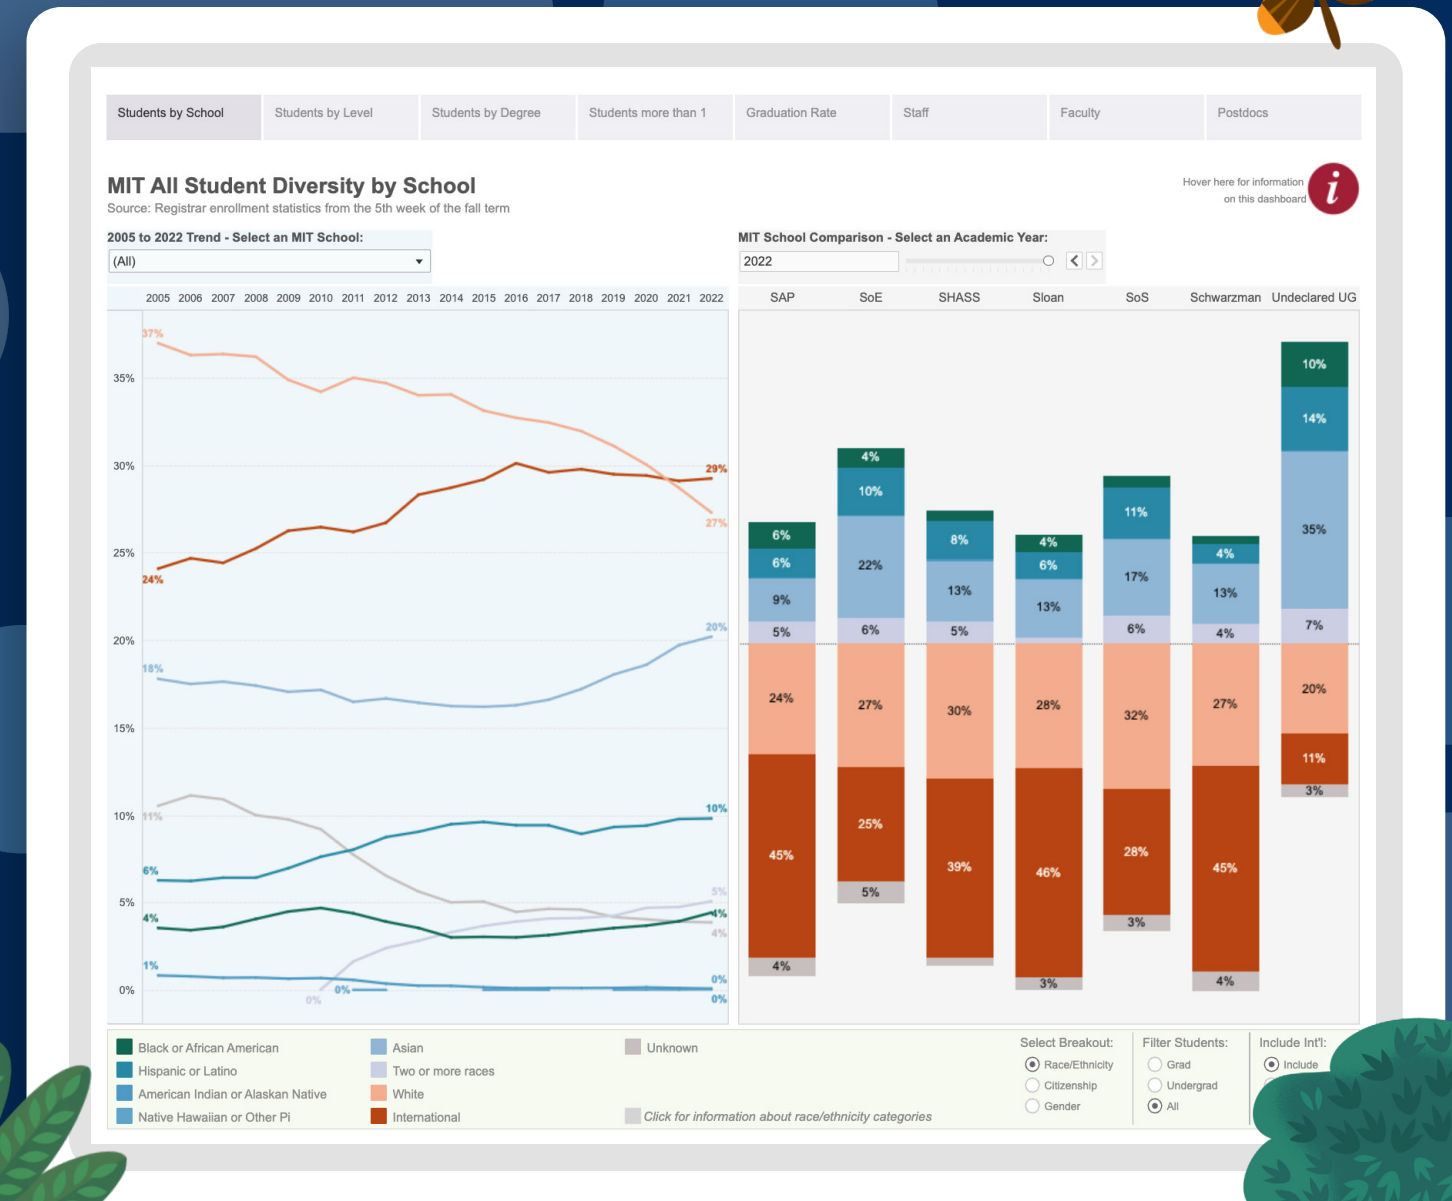 Students by School
Students by Level
Students by Degree
Students more than 1
Graduation Rate
Staff
Faculty
Postdocs
MIT All Student Diversity by School
Source: Registrar enrollment statistics from the 5th week of the fall term
Hover here for information
on this dashboard
i
2005 to 2022 Trend - Select an MIT School:
(All)
MIT School Comparison - Select an Academic Year:
2022
2005 2006 2007 2008 2009 2010 2011 2012 2013 2014 2015 2016 2017 2018 2019 2020 2021 2022
37%
35%
30%
29%
27%
25%
24%
20%
20%
18%
15%
10%
11%
10%
6%
5%
5%
4%
4%
4%
1%
0%
0%
0%
0%
0%
SAP SoE SHASS Sloan SoS Schwarzman Undeclared UG
6%
6%
9%
5%
24%
45%
4%
4%
10%
22%
6%
27%
25%
5%
8%
13%
5%
30%
39%
4%
6%
13%
28%
46%
3%
11%
17%
6%
32%
28%
3%
4%
13%
4%
27%
45%
4%
10%
14%
35%
7%
20%
11%
3%
Black or African American
Hispanic or Latino
American Indian or Alaskan Native
Native Hawaiian or Other Pi
Asian
Two or more races
White
International
Unknown
Click for information about race/ethnicity categories
Select Breakout:
Race/Ethnicity
Citizenship
Gender
Filter Students:
Grad
Undergrad
All
Include Int'l:
Include